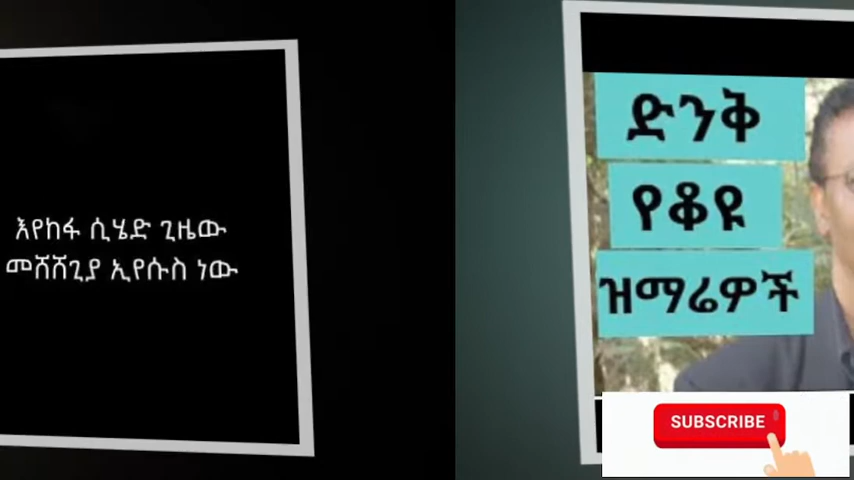 እየከፋ ሲሄድ ጊዜው
መሸሸጊያ ኢየሱስ ነው
ድንቅ
የቆዩ
ዝማሬዎች
SUBSCRIBE